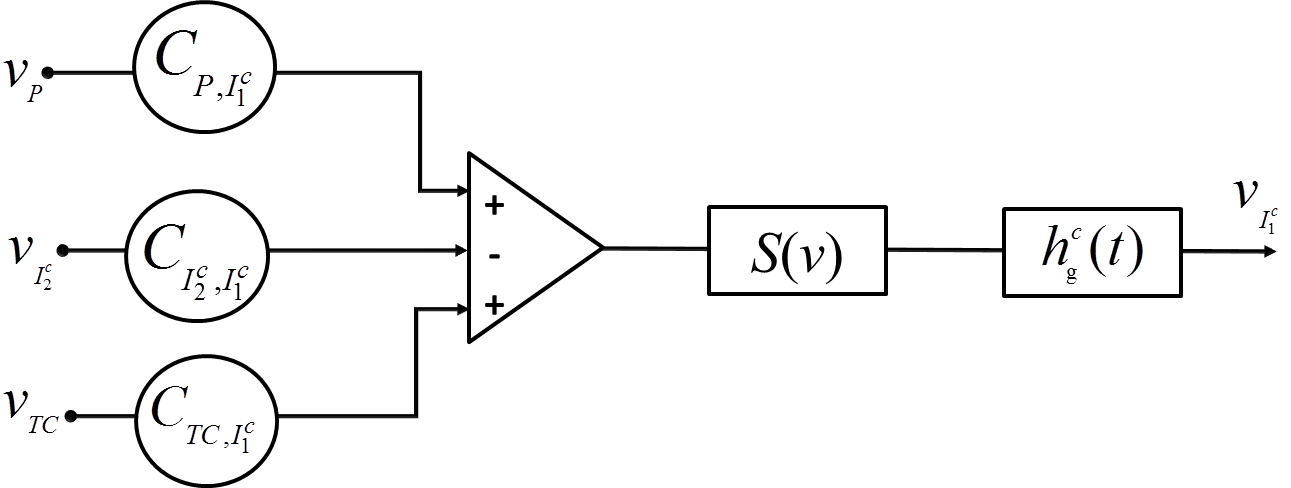 v_P
C_{P,I_1^c}
+
v_{I_2^c}
C_{I_2^c,I_1^c}
-
S(v)
h_g^c(t)
v_{I_1^c}
v_{TC}
C_{TC,I_1^c}
+